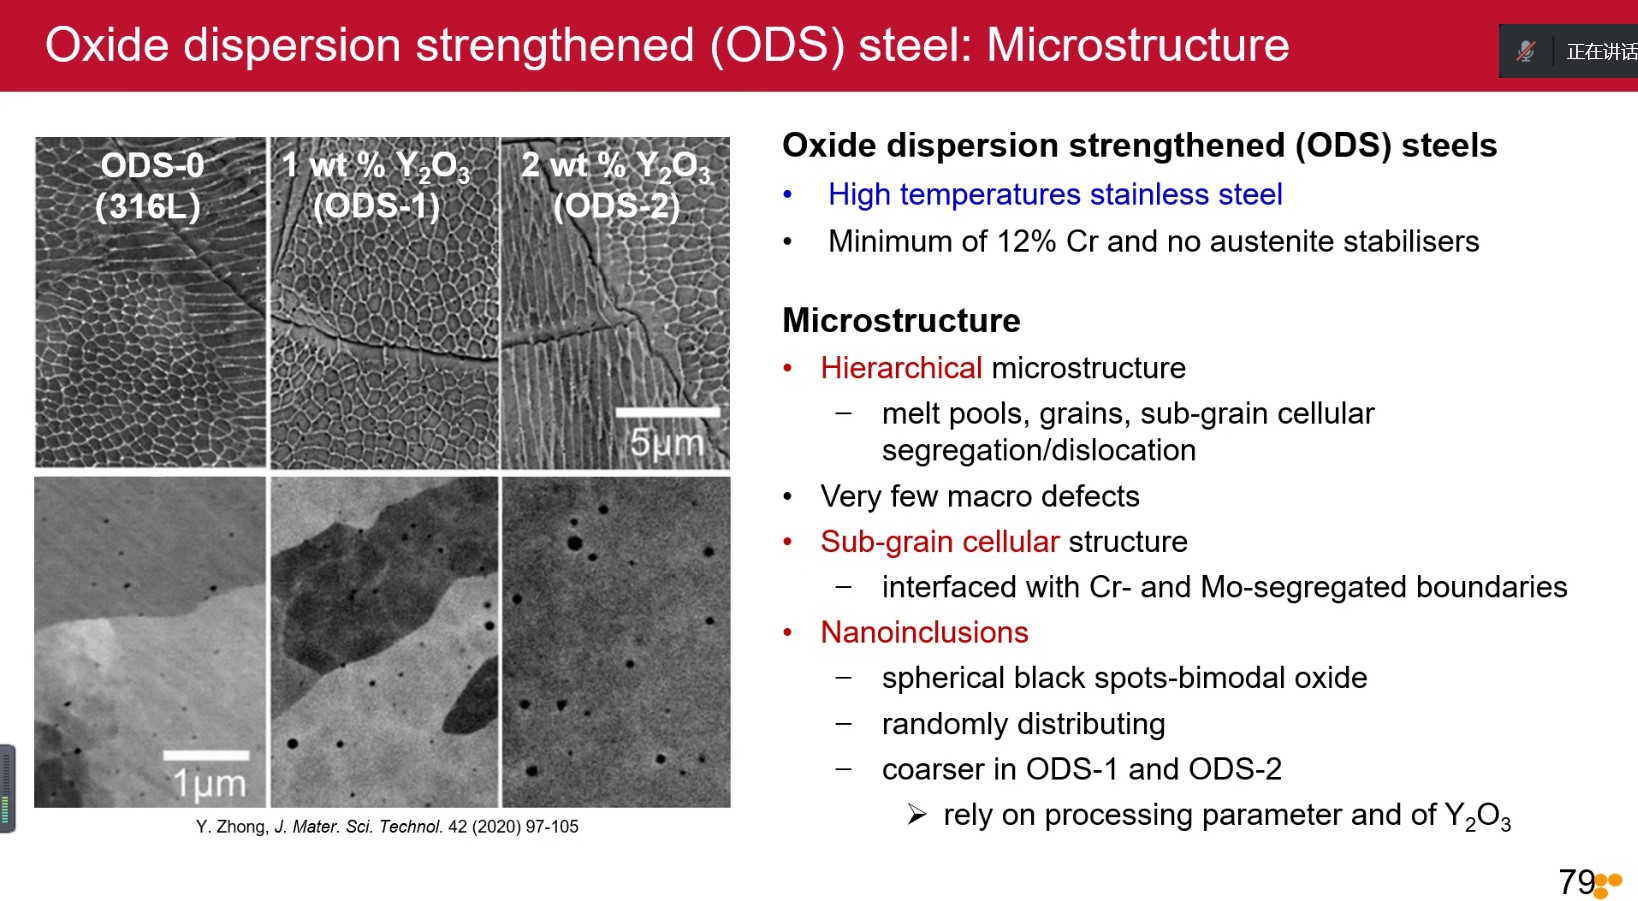 Oxide dispersion strengthened (ODS) steel: Microstructure
正在讲话
ODS-0
(316L)
1 wt % Y₂O₃
(ODS-1)
2 wt % Y₂O₃
(ODS-2)
5μm
1μm
Y. Zhong, J. Mater. Sci. Technol. 42 (2020) 97-105
Oxide dispersion strengthened (ODS) steels
• High temperatures stainless steel
• Minimum of 12% Cr and no austenite stabilisers
Microstructure
• Hierarchical microstructure
– melt pools, grains, sub-grain cellular
segregation/dislocation
• Very few macro defects
• Sub-grain cellular structure
– interfaced with Cr- and Mo-segregated boundaries
• Nanoinclusions
– spherical black spots-bimodal oxide
– randomly distributing
– coarser in ODS-1 and ODS-2
➢ rely on processing parameter and of Y₂O₃
79